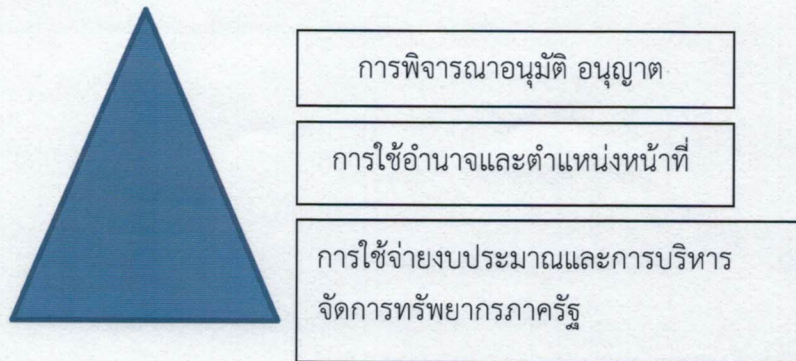 การพิจารณาอนุมัติ อนุญาต
การใช้อำนาจและตำแหน่งหน้าที่
การใช้จ่ายงบประมาณและการบริหาร
จัดการทรัพยากรภาครัฐ